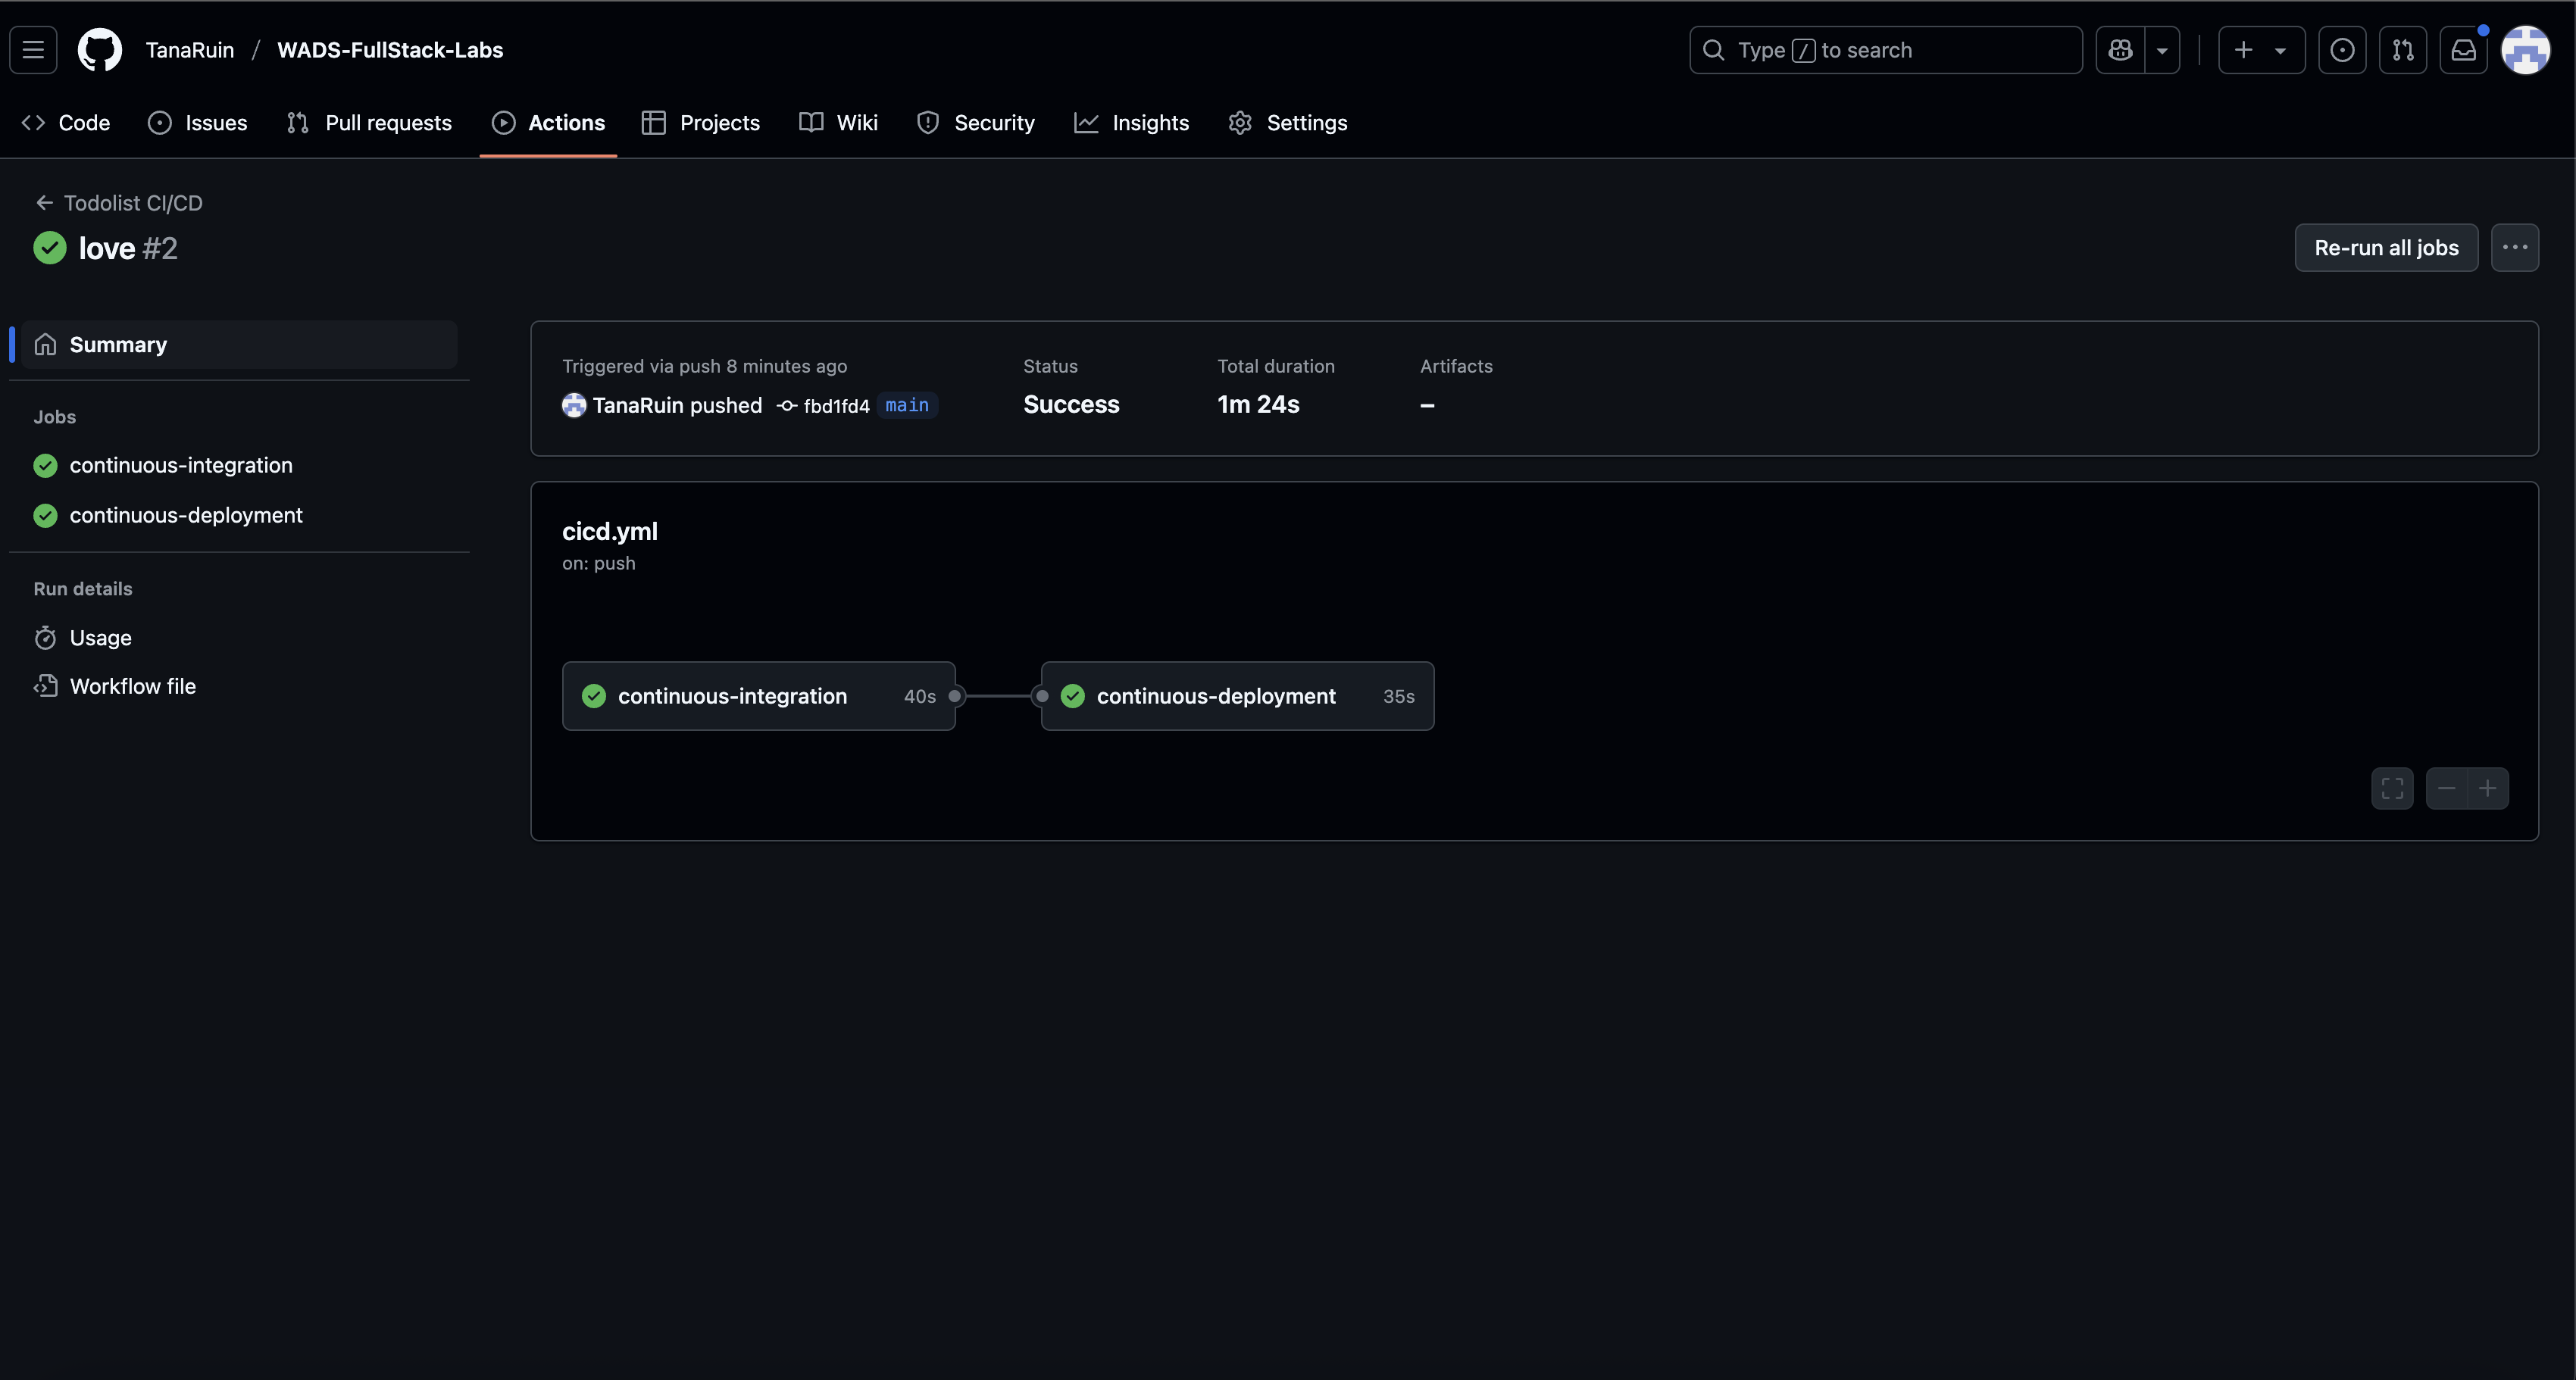 TanaRuin / WADS-FullStack-Labs
Type / to search
Code
Issues
Pull requests
Actions
Projects
Wiki
Security
Insights
Settings
Todolist CI/CD
love #2
Re-run all jobs
Summary
Jobs
continuous-integration
continuous-deployment
Run details
Usage
Workflow file
Triggered via push 8 minutes ago
TanaRuin pushed fbd1fd4 main
Status
Success
Total duration
1m 24s
Artifacts
–
cicd.yml
on: push
continuous-integration 40s
continuous-deployment 35s